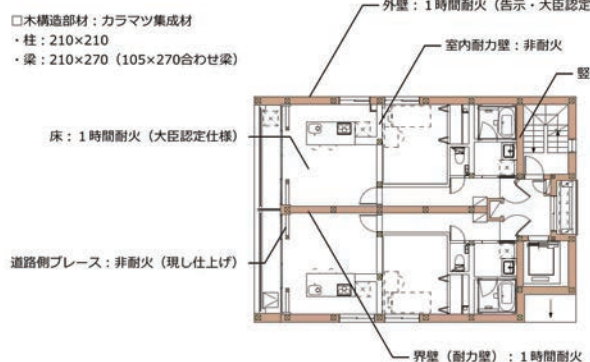 外壁：1時間耐火（告示・大臣認定
□木構造部材：カラマツ集成材
・柱：210×210
・梁：210×270（105×270合わせ梁）
室内耐力壁：非耐火
竪
床：1時間耐火（大臣認定仕様）
道路側ブレース：非耐火（現し仕上げ）
界壁（耐力壁）：1時間耐火